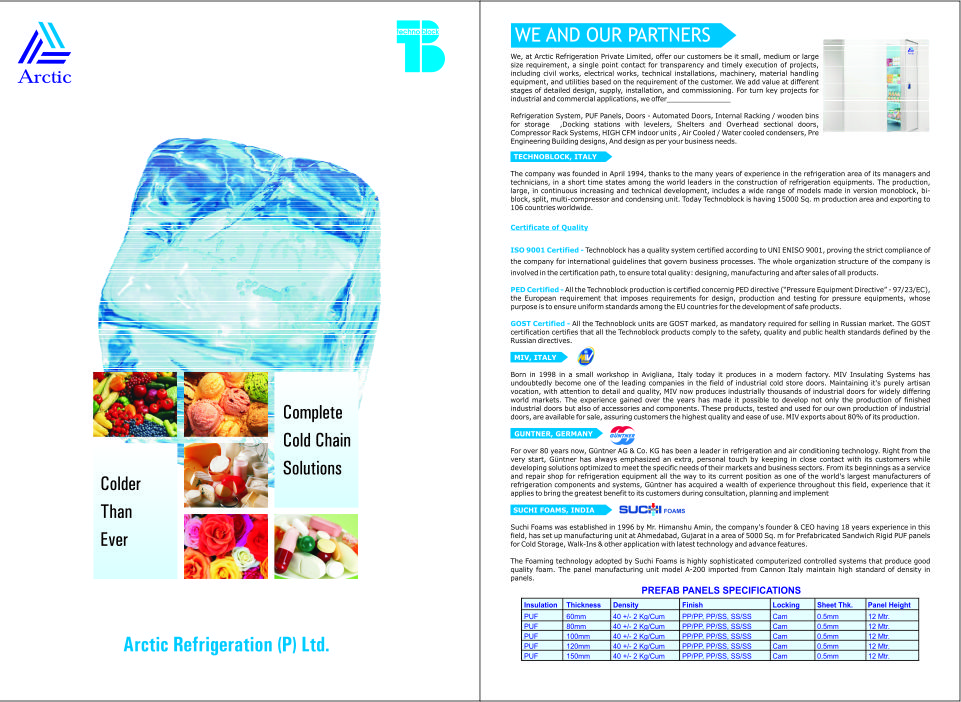 Arctic
TECHNOBLOCK
Complete
Cold Chain
Solutions
Colder
Than
Ever
Arctic Refrigeration (P) Ltd.
WE AND OUR PARTNERS
We, at Arctic Refrigeration Private Limited, offer our customers be it small, medium or large
size requirement, a single point contact for transparency and timely execution of projects,
including civil works, electrical works, technical installations, machinery, material handling
equipment, and utilities based on the requirement of the customer. We add value at different
stages of detailed design, supply, installation, and commissioning. For turn key projects for
industrial and commercial applications, we offer________________
Refrigeration System, PUF Panels, Doors - Automated Doors, Internal Racking / wooden bins
for storage ,Docking stations with levelers, Shelters and Overhead sectional doors,
Compressor Rack Systems, HIGH CFM indoor units , Air Cooled / Water cooled condensers, Pre
Engineering Building designs, And design as per your business needs.
TECHNOBLOCK, ITALY
The company was founded in April 1994, thanks to the many years of experience in the refrigeration area of its managers and
technicians, in a short time states among the world leaders in the construction of refrigeration equipments. The production,
large, in continuous increasing and technical development, includes a wide range of models made in version monoblock, bi-
block, split, multi-compressor and condensing unit. Today Technoblock is having 15000 Sq. m production area and exporting to
106 countries worldwide.
Certificate of Quality
ISO 9001 Certified - Technoblock has a quality system certified according to UNI ENISO 9001, proving the strict compliance of
the company for international guidelines that govern business processes. The whole organization structure of the company is
involved in the certification path, to ensure total quality: designing, manufacturing and after sales of all products.
PED Certified - All the Technoblock production is certified concernig PED directive ("Pressure Equipment Directive" - 97/23/EC),
the European requirement that imposes requirements for design, production and testing for pressure equipments, whose
purpose is to ensure uniform standards among the EU countries for the development of safe products.
GOST Certified - All the Technoblock units are GOST marked, as mandatory required for selling in Russian market. The GOST
certification certifies that all the Technoblock products comply to the safety, quality and public health standards defined by the
Russian directives.
MIV, ITALY
Born in 1998 in a small workshop in Avigliana, Italy today it produces in a modern factory. MIV Insulating Systems has
undoubtedly become one of the leading companies in the field of industrial cold store doors. Maintaining it's purely artisan
vocation, with attention to detail and quality, MIV now produces industrially thousands of industrial doors for widely differing
world markets. The experience gained over the years has made it possible to develop not only the production of finished
industrial doors but also of accessories and components. These products, tested and used for our own production of industrial
doors, are available for sale, assuring customers the highest quality and ease of use. MIV exports about 80% of its production.
GUNTNER, GERMANY GÜNTNER
For over 80 years now, Güntner AG & Co. KG has been a leader in refrigeration and air conditioning technology. Right from the
very start, Güntner has always emphasized an extra, personal touch by keeping in close contact with its customers while
developing solutions optimized to meet the specific needs of their markets and business sectors. From its beginnings as a service
and repair shop for refrigeration equipment all the way to its current position as one of the world's largest manufacturers of
refrigeration components and systems, Güntner has acquired a wealth of experience throughout this field, experience that it
applies to bring the greatest benefit to its customers during consultation, planning and implement
SUCHI FOAMS, INDIA SUCHI FOAMS
Suchi Foams was established in 1996 by Mr. Himanshu Amin, the company's founder & CEO having 18 years experience in this
field, has set up manufacturing unit at Ahmedabad, Gujarat in a area of 5000 Sq. m for Prefabricated Sandwich Rigid PUF panels
for Cold Storage, Walk-Ins & other application with latest technology and advance features.
The Foaming technology adopted by Suchi Foams is highly sophisticated computerized controlled systems that produce good
quality foam. The panel manufacturing unit model A-200 imported from Cannon Italy maintain high standard of density in
panels.
PREFAB PANELS SPECIFICATIONS
Insulation Thickness Density Finish Locking Sheet Thk. Panel Height
PUF 60mm 40 +/- 2 Kg/Cum PP/PP, PP/SS, SS/SS Cam 0.5mm 12 Mtr.
PUF 80mm 40 +/- 2 Kg/Cum PP/PP, PP/SS, SS/SS Cam 0.5mm 12 Mtr.
PUF 100mm 40 +/- 2 Kg/Cum PP/PP, PP/SS, SS/SS Cam 0.5mm 12 Mtr.
PUF 120mm 40 +/- 2 Kg/Cum PP/PP, PP/SS, SS/SS Cam 0.5mm 12 Mtr.
PUF 150mm 40 +/- 2 Kg/Cum PP/PP, PP/SS, SS/SS Cam 0.5mm 12 Mtr.